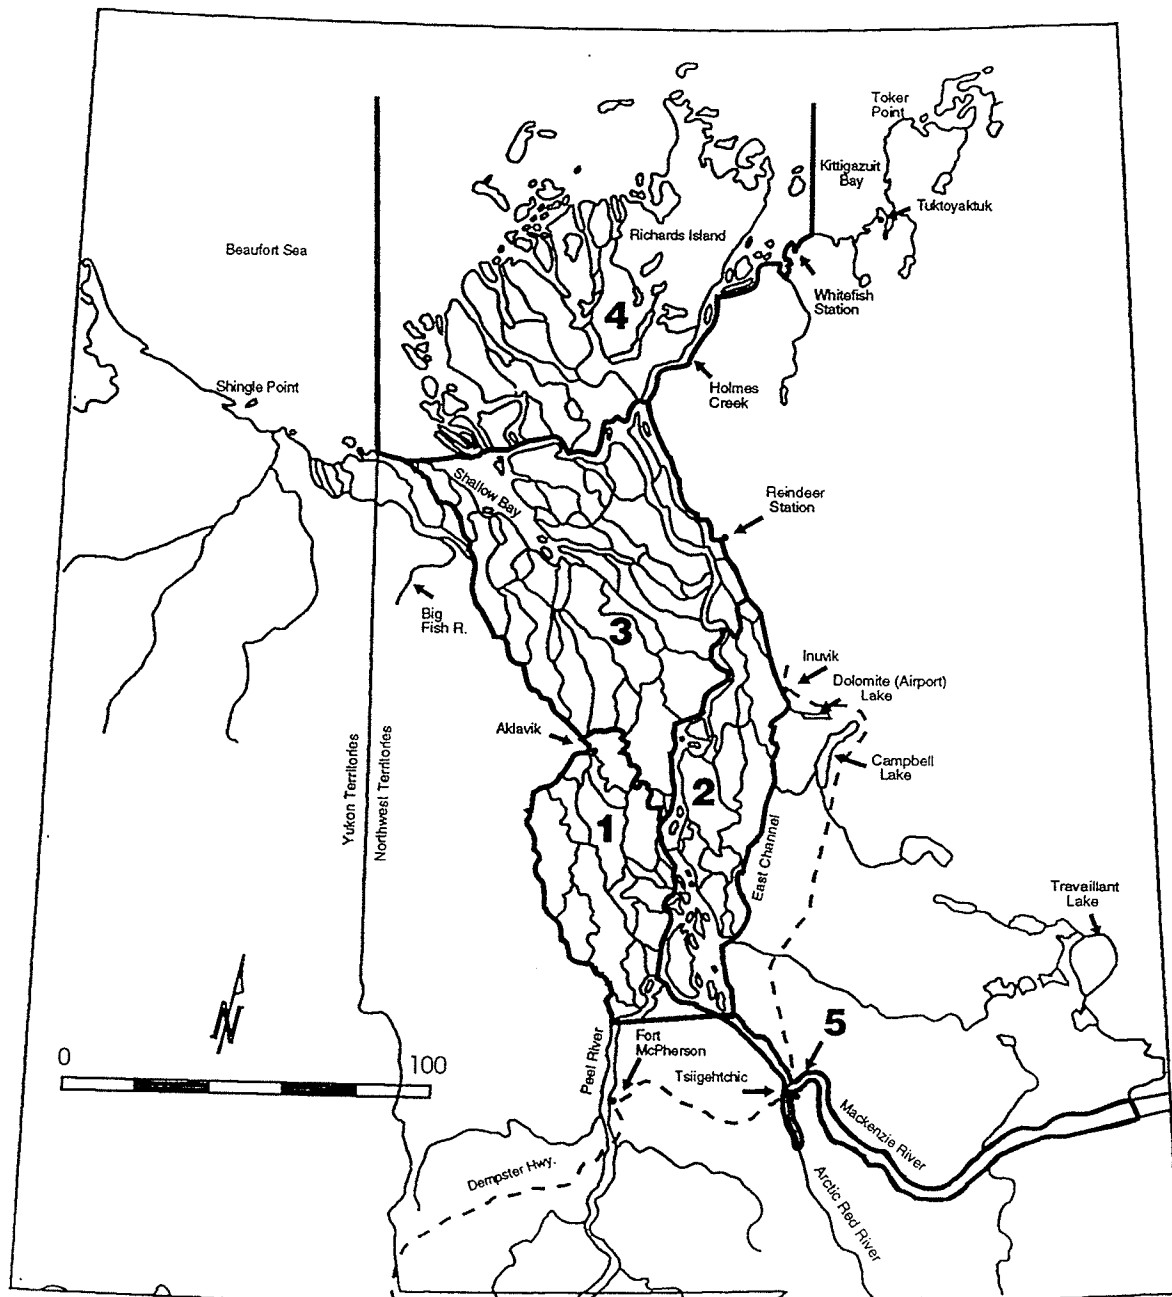 Toker
Point
Kittigazuit
Bay
Tuktoyaktuk
Richards Island
Beaufort Sea
Whitefish
Station
4
Shingle Point
Holmes
Creek
Shallow Bay
Reindeer
Station
Big
Fish R.
3
Inuvik
Dolomite (Airport)
Lake
Aklavik
Campbell
Lake
Yukon Territories
Northwest Territories
2
1
East Channel
Travaillant
Lake
N
5
0
100
Peel River
Fort
McPherson
Tsiigehtchic
Mackenzie River
Dempster Hwy.
Arctic Red River